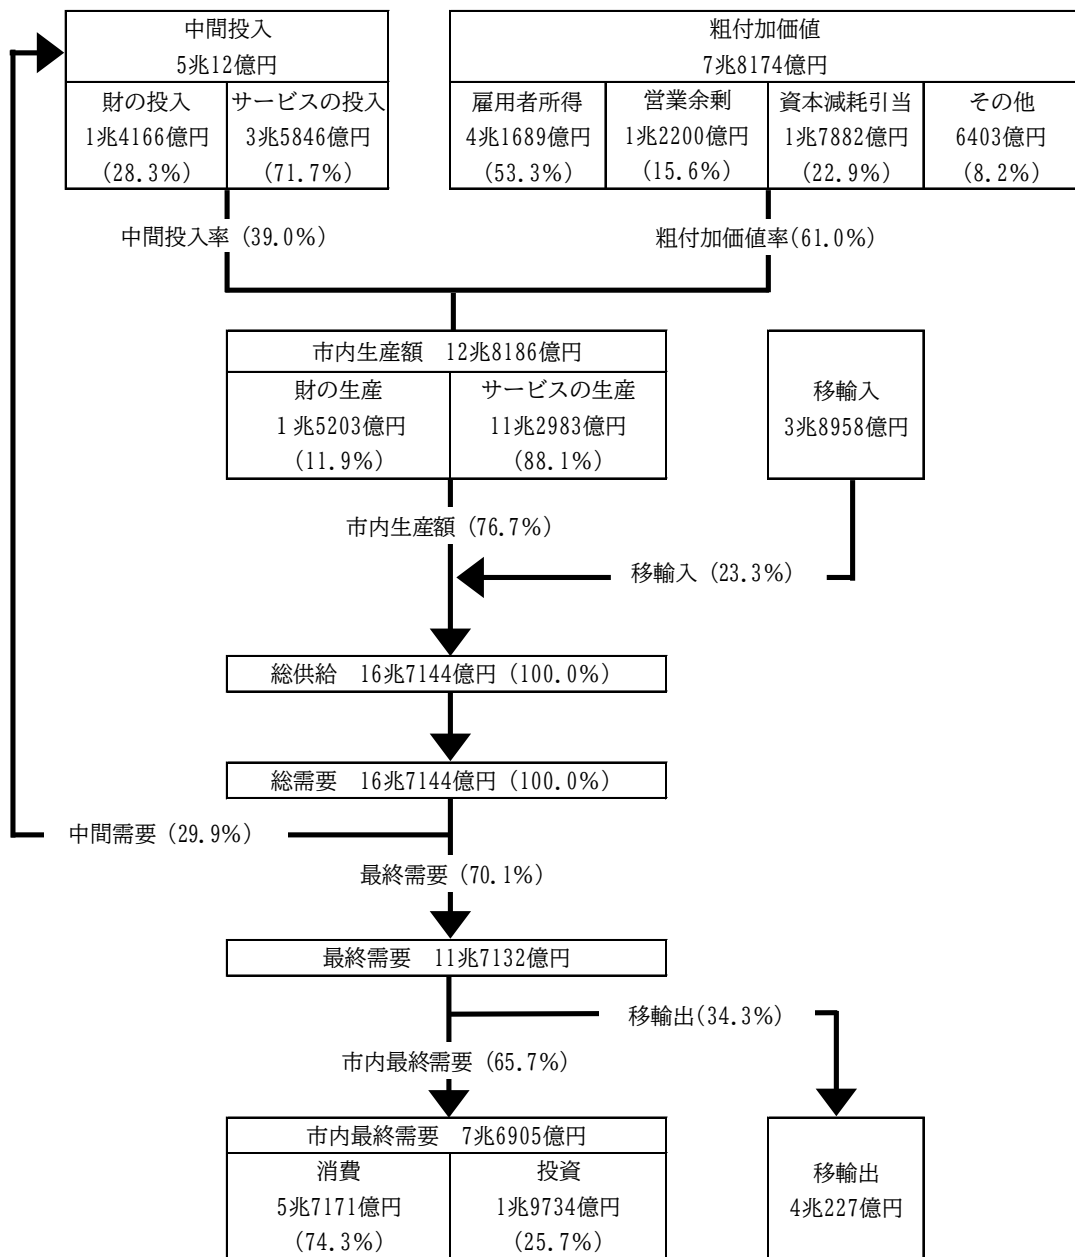 中間投入
5兆12億円
財の投入
1兆4166億円
(28.3%)
サービスの投入
3兆5846億円
(71.7%)
粗付加価値
7兆8174億円
雇用者所得
4兆1689億円
(53.3%)
営業余剰
1兆2200億円
(15.6%)
資本減耗引当
1兆7882億円
(22.9%)
その他
6403億円
(8.2%)
中間投入率 (39.0%)
粗付加価値率(61.0%)
市内生産額　12兆8186億円
財の生産
1兆5203億円
(11.9%)
サービスの生産
11兆2983億円
(88.1%)
移輸入
3兆8958億円
市内生産額 (76.7%)
移輸入 (23.3%)
総供給　16兆7144億円 (100.0%)
総需要　16兆7144億円 (100.0%)
中間需要 (29.9%)
最終需要 (70.1%)
最終需要　11兆7132億円
移輸出(34.3%)
市内最終需要 (65.7%)
市内最終需要　7兆6905億円
消費
5兆7171億円
(74.3%)
投資
1兆9734億円
(25.7%)
移輸出
4兆227億円